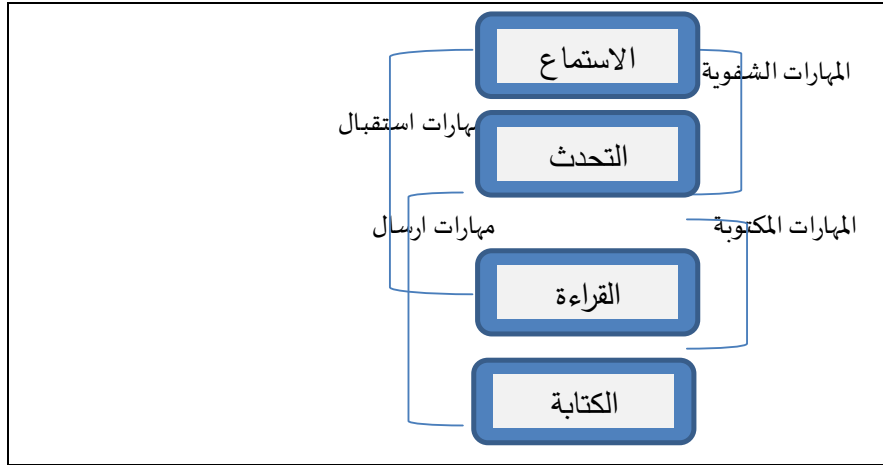 الاستماع
المهارات الشفوية
مهارات استقبال
التحدث
المهارات المكتوبة
مهارات ارسال
القراءة
الكتابة